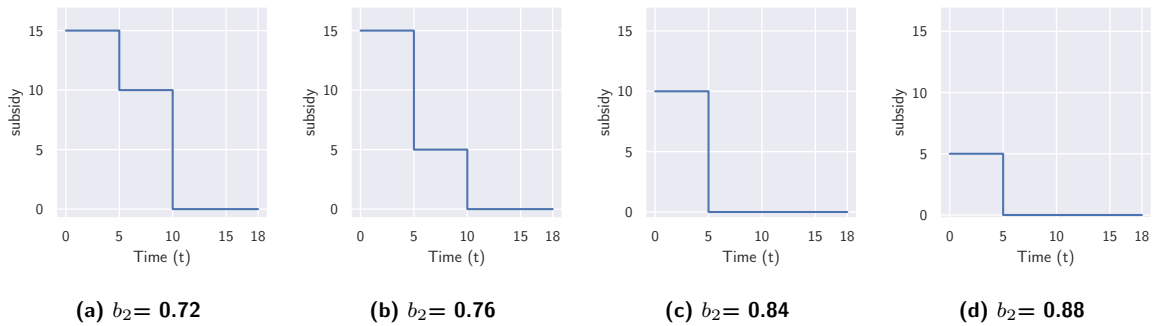 15
10
5
0
subsidy
0 5 10 15 18
Time (t)
(a) b₂= 0.72
15
10
5
0
subsidy
0 5 10 15 18
Time (t)
(b) b₂= 0.76
15
10
5
0
subsidy
0 5 10 15 18
Time (t)
(c) b₂= 0.84
15
10
5
0
subsidy
0 5 10 15 18
Time (t)
(d) b₂= 0.88